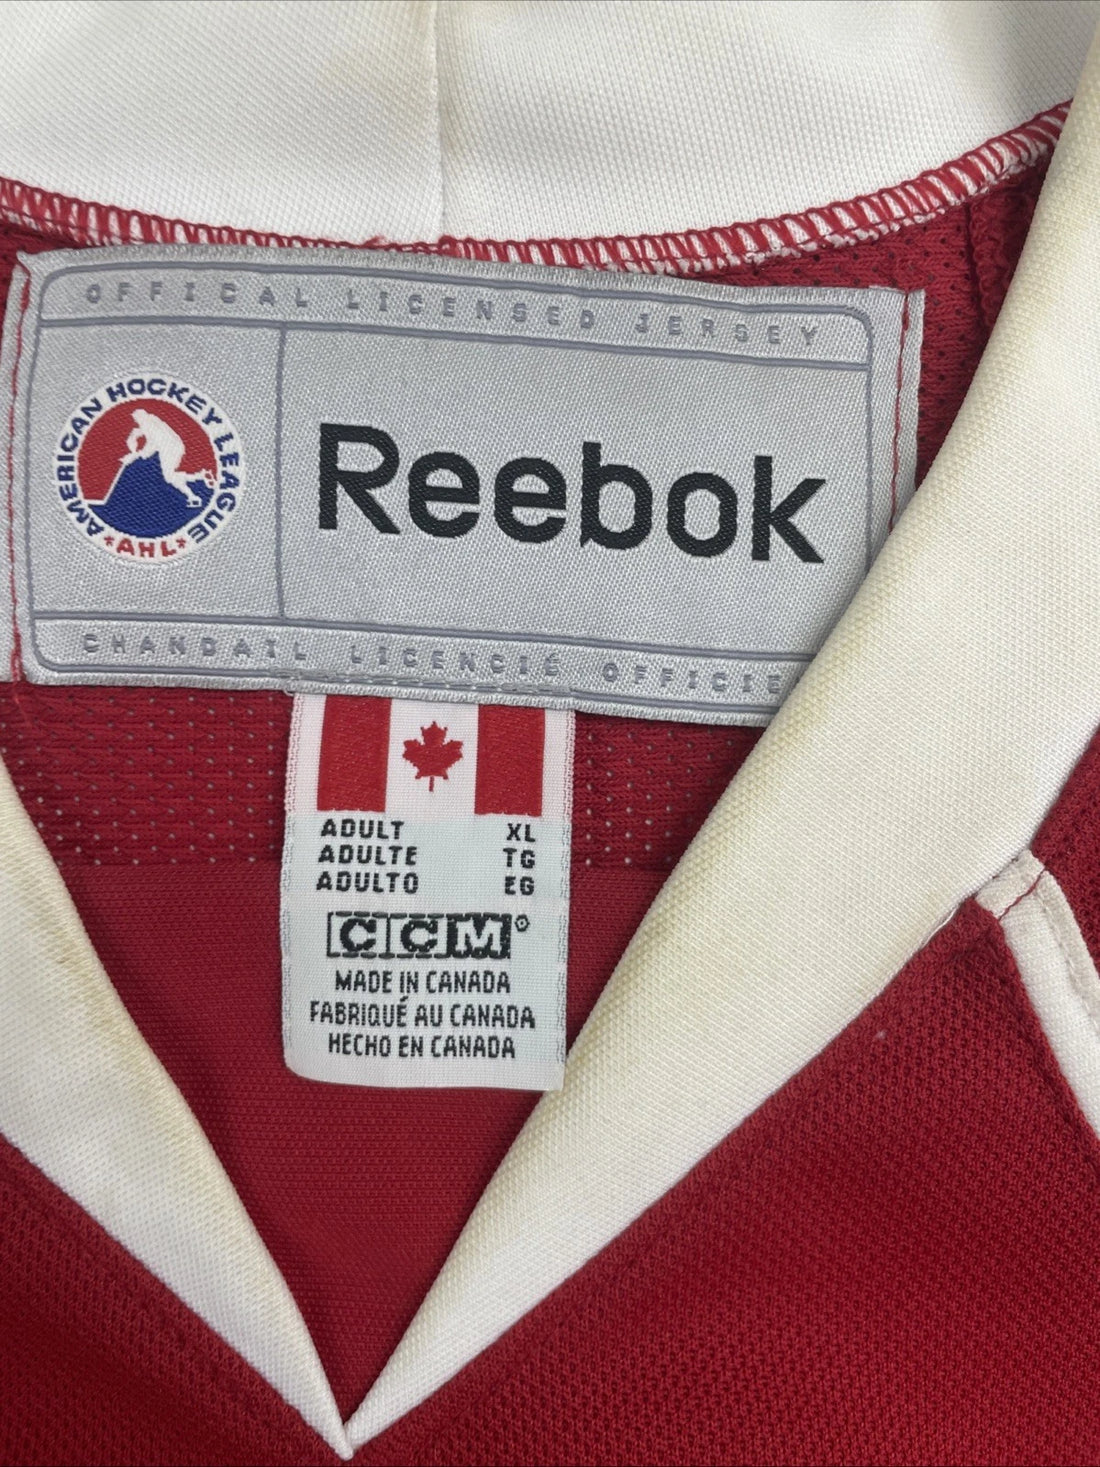 OFFICAL LICENSED JERSEY
AMERICAN HOCKEY LEAGUE
*AHL*
Reebok
CHANDAIL LICENCIÉ OFFICIE
ADULT XL
ADULTE TG
ADULTO EG
CCM
MADE IN CANADA
FABRIQUÉ AU CANADA
HECHO EN CANADA